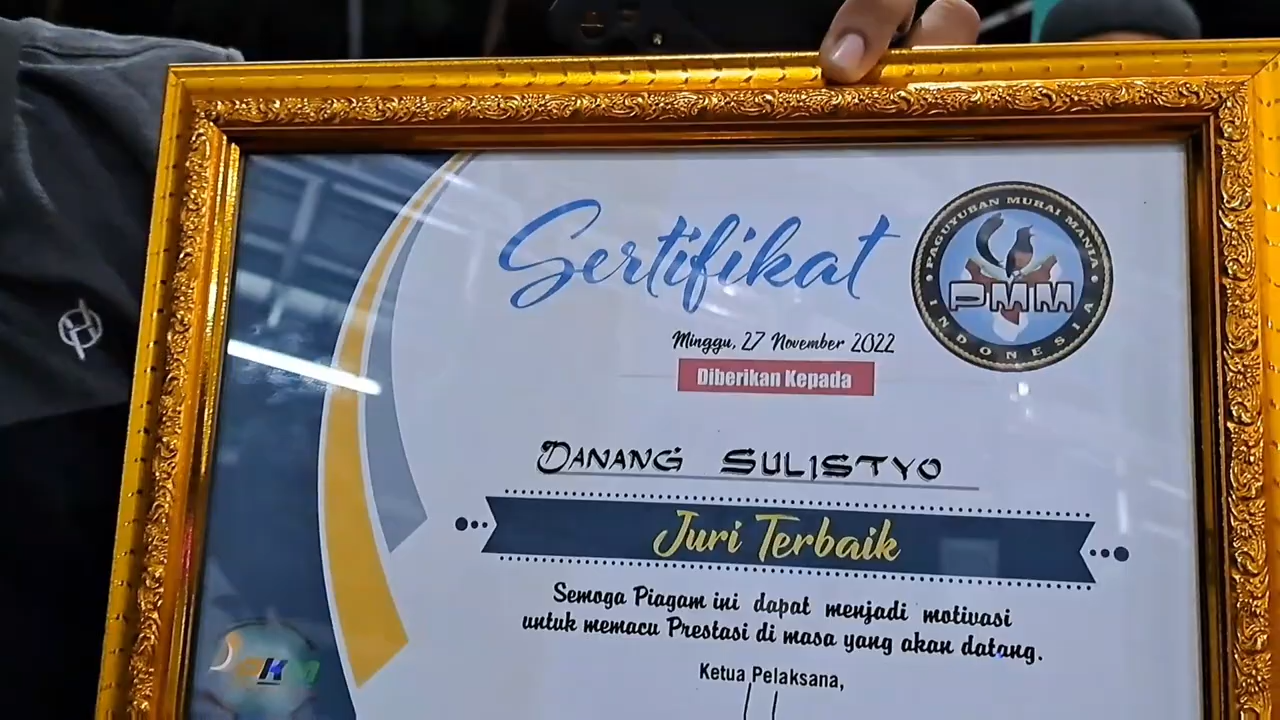 Sertifikat
PAGUYUBAN MURAI MANIA
PMM
INDONESIA
Minggu, 27 November 2022
Diberikan Kepada
DANANG SULISTYO
Juri Terbaik
Semoga Piagam ini dapat menjadi motivasi
untuk memacu Prestasi di masa yang akan datang.
Ketua Pelaksana,